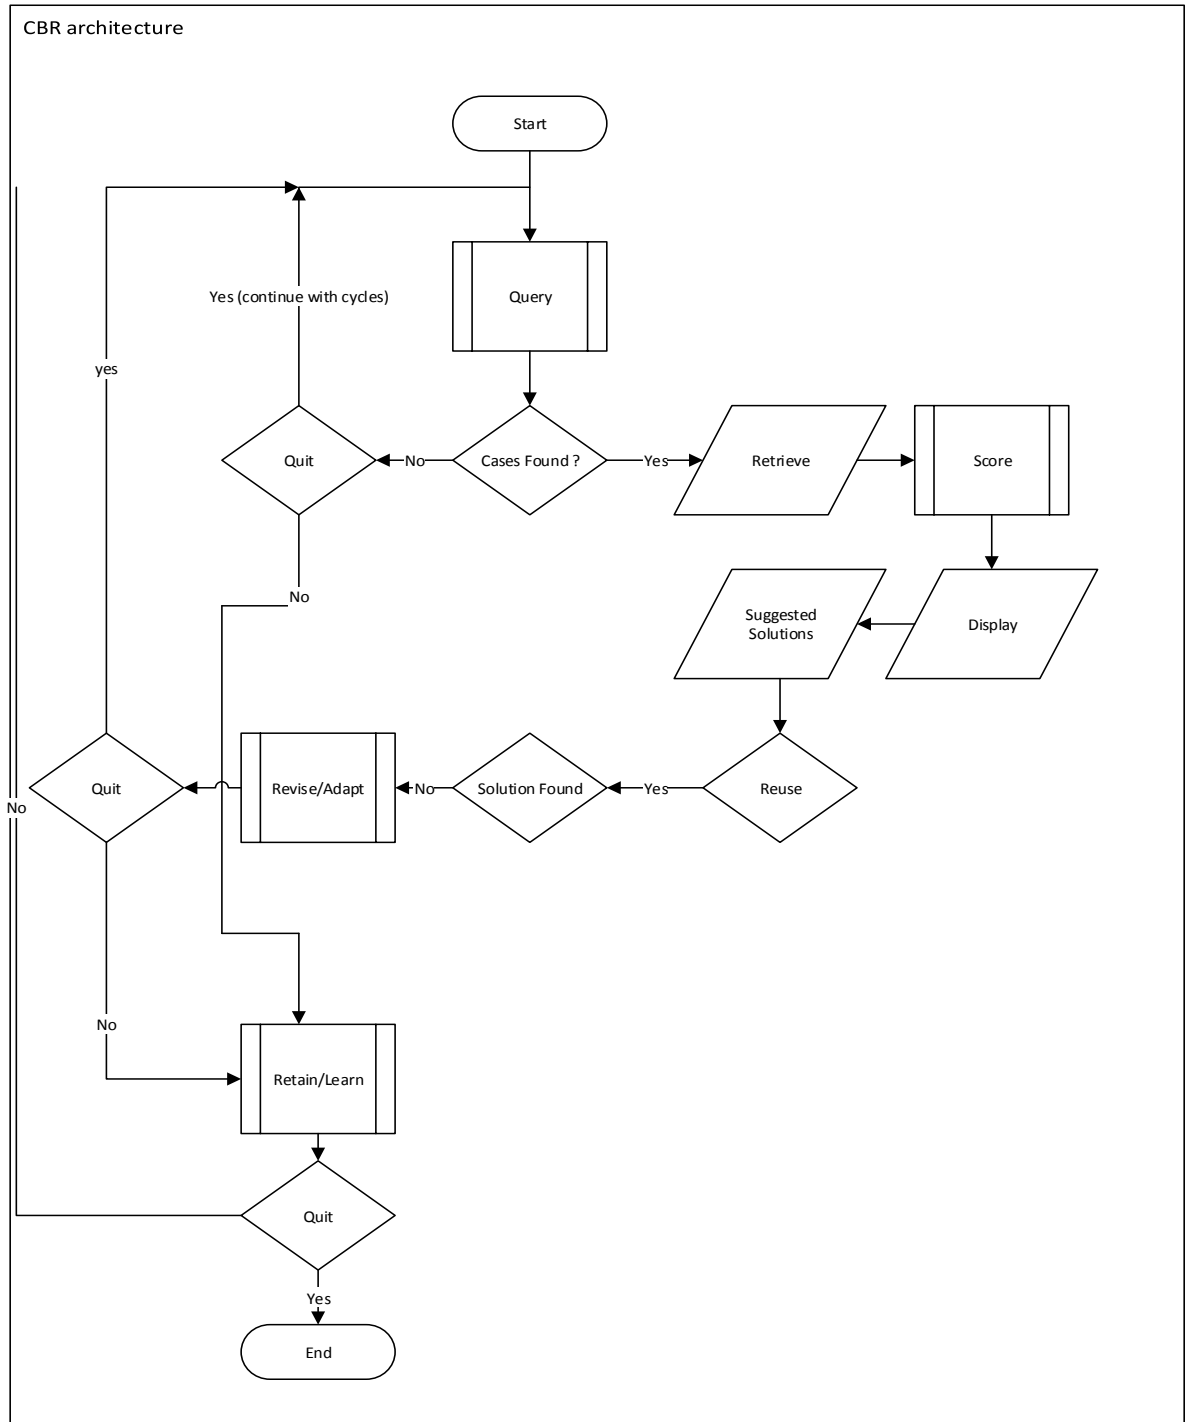 CBR architecture
Start
Query
Yes (continue with cycles)
yes
Quit
No
Cases Found ?
Yes
Retrieve
Score
No
Suggested
Solutions
Display
Quit
Revise/Adapt
No
Solution Found
Yes
Reuse
No
No
Retain/Learn
Quit
Yes
End